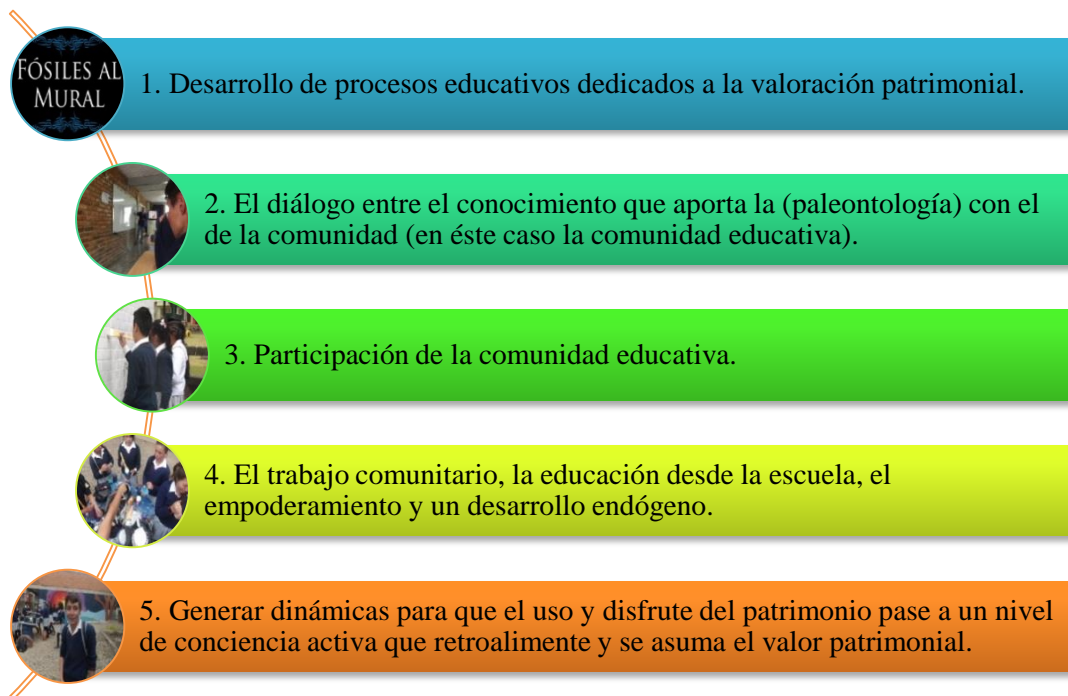 FÓSILES AL
MURAL
1. Desarrollo de procesos educativos dedicados a la valoración patrimonial.
2. El diálogo entre el conocimiento que aporta la (paleontología) con el
de la comunidad (en éste caso la comunidad educativa).
3. Participación de la comunidad educativa.
4. El trabajo comunitario, la educación desde la escuela, el
empoderamiento y un desarrollo endógeno.
5. Generar dinámicas para que el uso y disfrute del patrimonio pase a un nivel
de conciencia activa que retroalimente y se asuma el valor patrimonial.